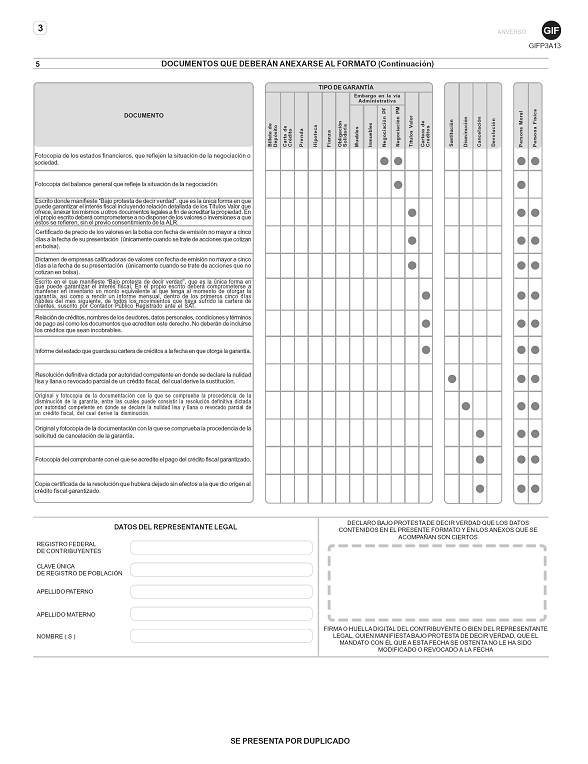 3
ANVERSO
GIF
GIFP3A13
5 DOCUMENTOS QUE DEBERÁN ANEXARSE AL FORMATO (Continuación)
DOCUMENTO
TIPO DE GARANTÍA
Embargo en la vía
Administrativa
Billete de
Depósito
Carta de
Crédito
Prenda
Hipoteca
Fianza
Obligación
Solidaria
Muebles
Inmuebles
Negociación PF
Negociación PM
Títulos Valor
Cartera de
Créditos
Sustitución
Disminución
Cancelación
Devolución
Persona Moral
Persona Física
Fotocopia de los estados financieros, que reflejen la situación de la negociación o
sociedad.
Fotocopia del balance general que refleje la situación de la negociación.
Escrito donde manifieste "Bajo protesta de decir verdad", que es la única forma en que
puede garantizar el interés fiscal incluyendo relación detallada de los Títulos Valor que
ofrece, anexar los mismos u otros documentos legales a fin de acreditar la propiedad. En
el propio escrito deberá comprometerse a no disponer de los valores o inversiones a que
éstos se refieren, sin el previo consentimiento de la ALR
Certificado de precio de los valores en la bolsa con fecha de emisión no mayor a cinco
días a la fecha de su presentación (únicamente cuando se trate de acciones que cotizan
en bolsa).
Dictamen de empresas calificadoras de valores con fecha de emisión no mayor a cinco
días a la fecha de su presentación (únicamente cuando se trate de acciones que no
cotizan en bolsa).
Escrito en el que manifieste "Bajo protesta de decir verdad", que es la única forma en
que puede garantizar el interés fiscal. En el propio escrito deberá comprometerse a
mantener en inventario un monto equivalente al que tenga al momento de otorgar la
garantía, así como a rendir un informe mensual, dentro de los primeros cinco días
hábiles del mes siguiente, de todos los movimientos que haya sufrido la cartera de
clientes, suscrito por Contador Público Registrado ante el SAT.
Relación de créditos, nombres de los deudores, datos personales, condiciones y términos
de pago así como los documentos que acrediten este derecho. No deberán de incluirse
los créditos que sean incobrables.
Informe del estado que guarda su cartera de créditos a la fecha en que otorga la garantía.
Resolución definitiva dictada por autoridad competente en donde se declare la nulidad
lisa y llana o revocado parcial de un crédito fiscal, del cual derive la sustitución.
Original y fotocopia de la documentación con la que se compruebe la procedencia de la
disminución de la garantía, entre las cuales puede consistir la resolución definitiva dictada
por autoridad competente en donde se declare la nulidad lisa y llana o revocado parcial de
un crédito fiscal, del cual derive la disminución.
Original y fotocopia de la documentación con la que se comprueba la procedencia de la
solicitud de cancelación de la garantía.
Fotocopia del comprobante con el que se acredite el pago del crédito fiscal garantizado.
Copia certificada de la resolución que hubiera dejado sin efectos a la que dio origen al
crédito fiscal garantizado.
DATOS DEL REPRESENTANTE LEGAL
REGISTRO FEDERAL
DE CONTRIBUYENTES
CLAVE ÚNICA
DE REGISTRO DE POBLACIÓN
APELLIDO PATERNO
APELLIDO MATERNO
NOMBRE ( S )
DECLARO BAJO PROTESTA DE DECIR VERDAD QUE LOS DATOS
CONTENIDOS EN EL PRESENTE FORMATO Y EN LOS ANEXOS QUE SE
ACOMPAÑAN SON CIERTOS
FIRMA O HUELLA DIGITAL DEL CONTRIBUYENTE O BIEN DEL REPRESENTANTE
LEGAL, QUIEN MANIFIESTA BAJO PROTESTA DE DECIR VERDAD, QUE EL
MANDATO CON EL QUE A ESTA FECHA SE OSTENTA NO LE HA SIDO
MODIFICADO O REVOCADO A LA FECHA
SE PRESENTA POR DUPLICADO